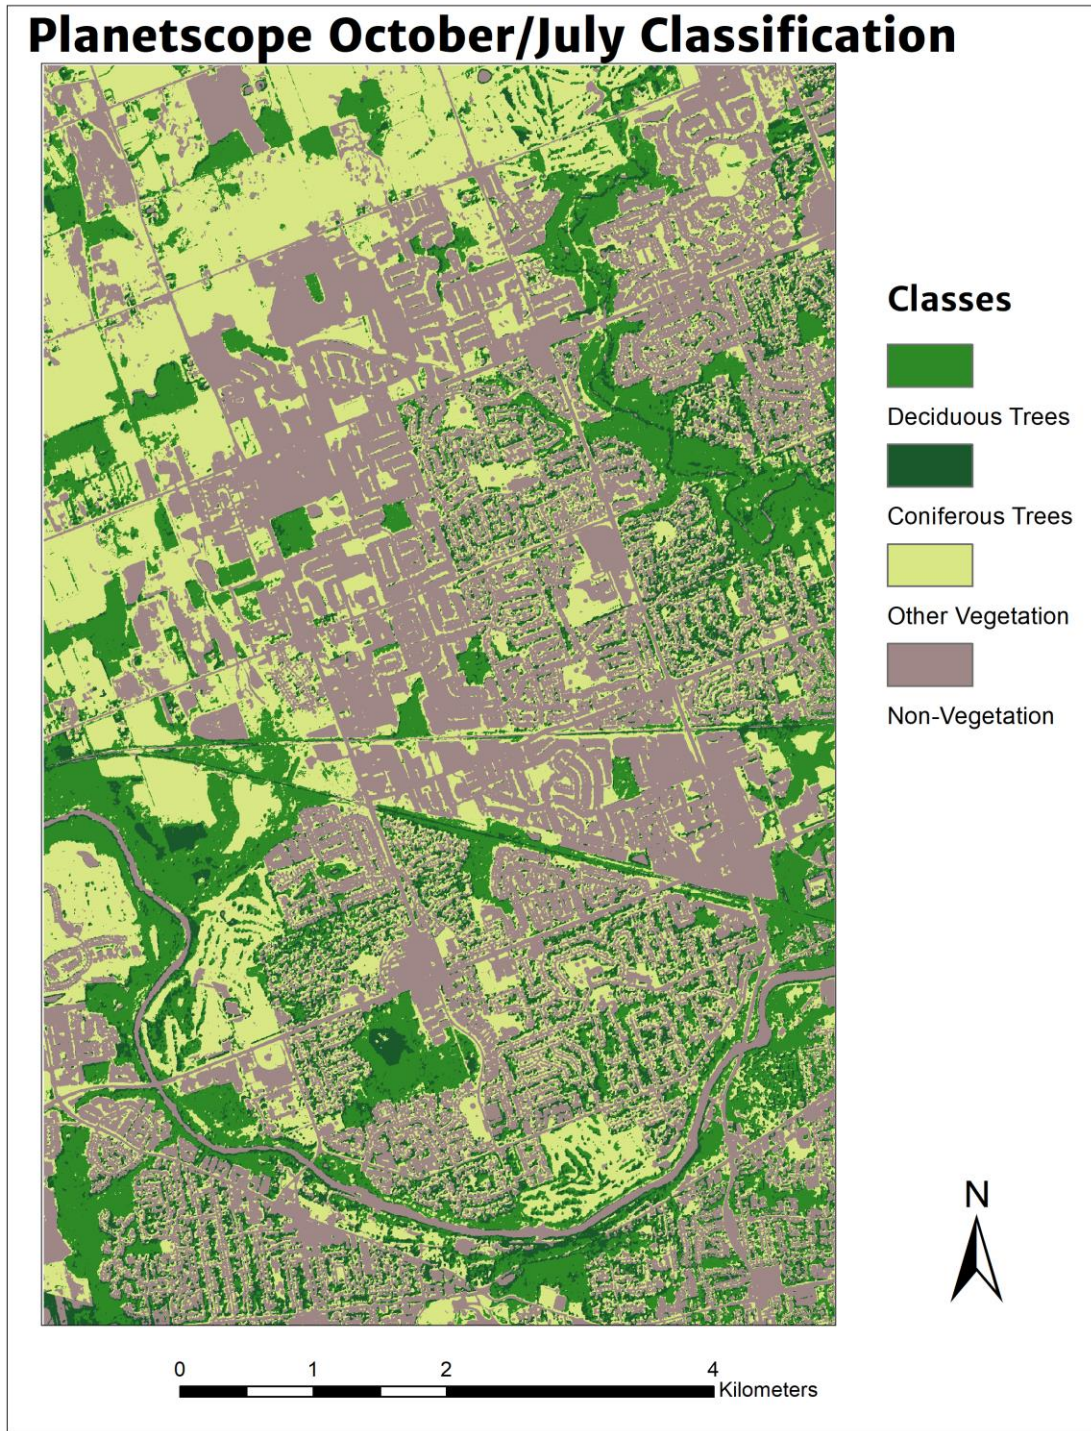 Planetscope October/July Classification
Classes
Deciduous Trees
Coniferous Trees
Other Vegetation
Non-Vegetation
N
0 1 2 4
Kilometers